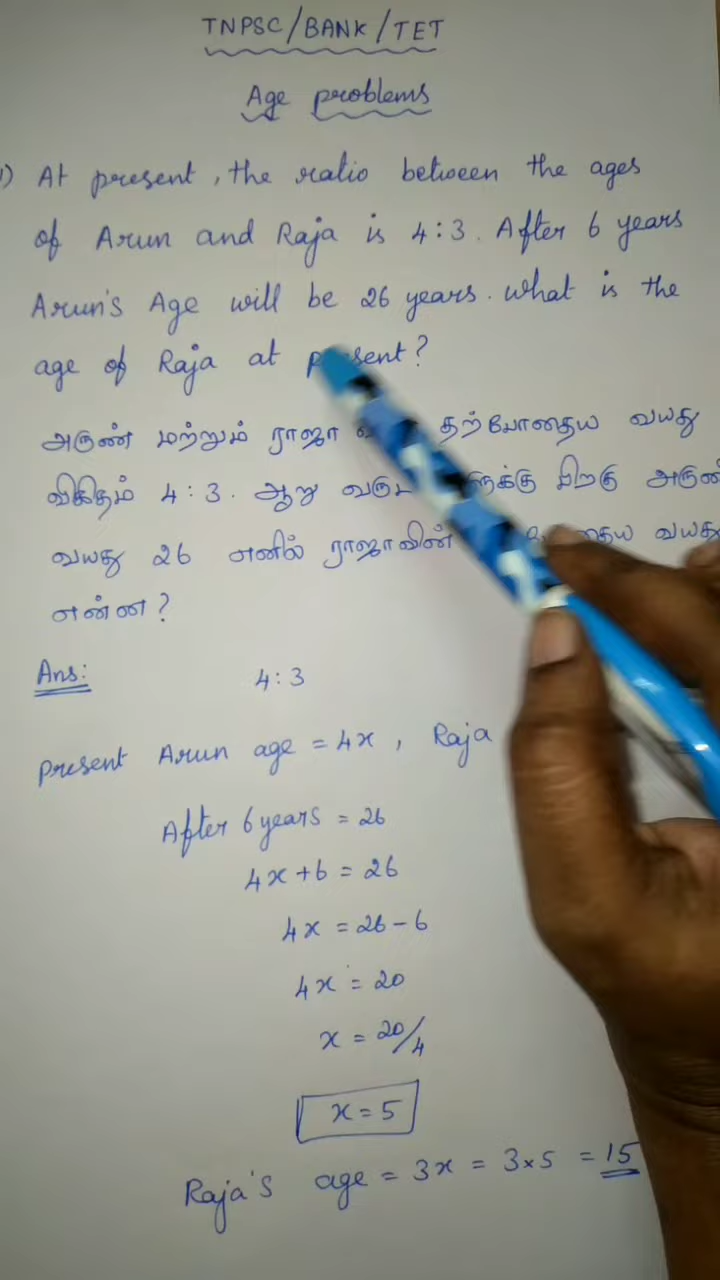 TNPSC/BANK/TET
Age problems
1) At present, the ratio between the ages
of Arun and Raja is 4:3. After 6 years
Arun's Age will be 26 years. What is the
age of Raja at present?
அருண் மற்றும் ராஜா தற்போதைய வயது
விகிதம் 4:3. ஆறு பிறகு அருண்
வயது 26 எனில் ராஜாவின் வயது
என்ன?
Ans: 4:3
Present Arun age = 4x, Raja
After 6 years = 26
4x + 6 = 26
4x = 26 - 6
4x = 20
x = 20/4
x = 5
Raja's age = 3x = 3×5 = 15